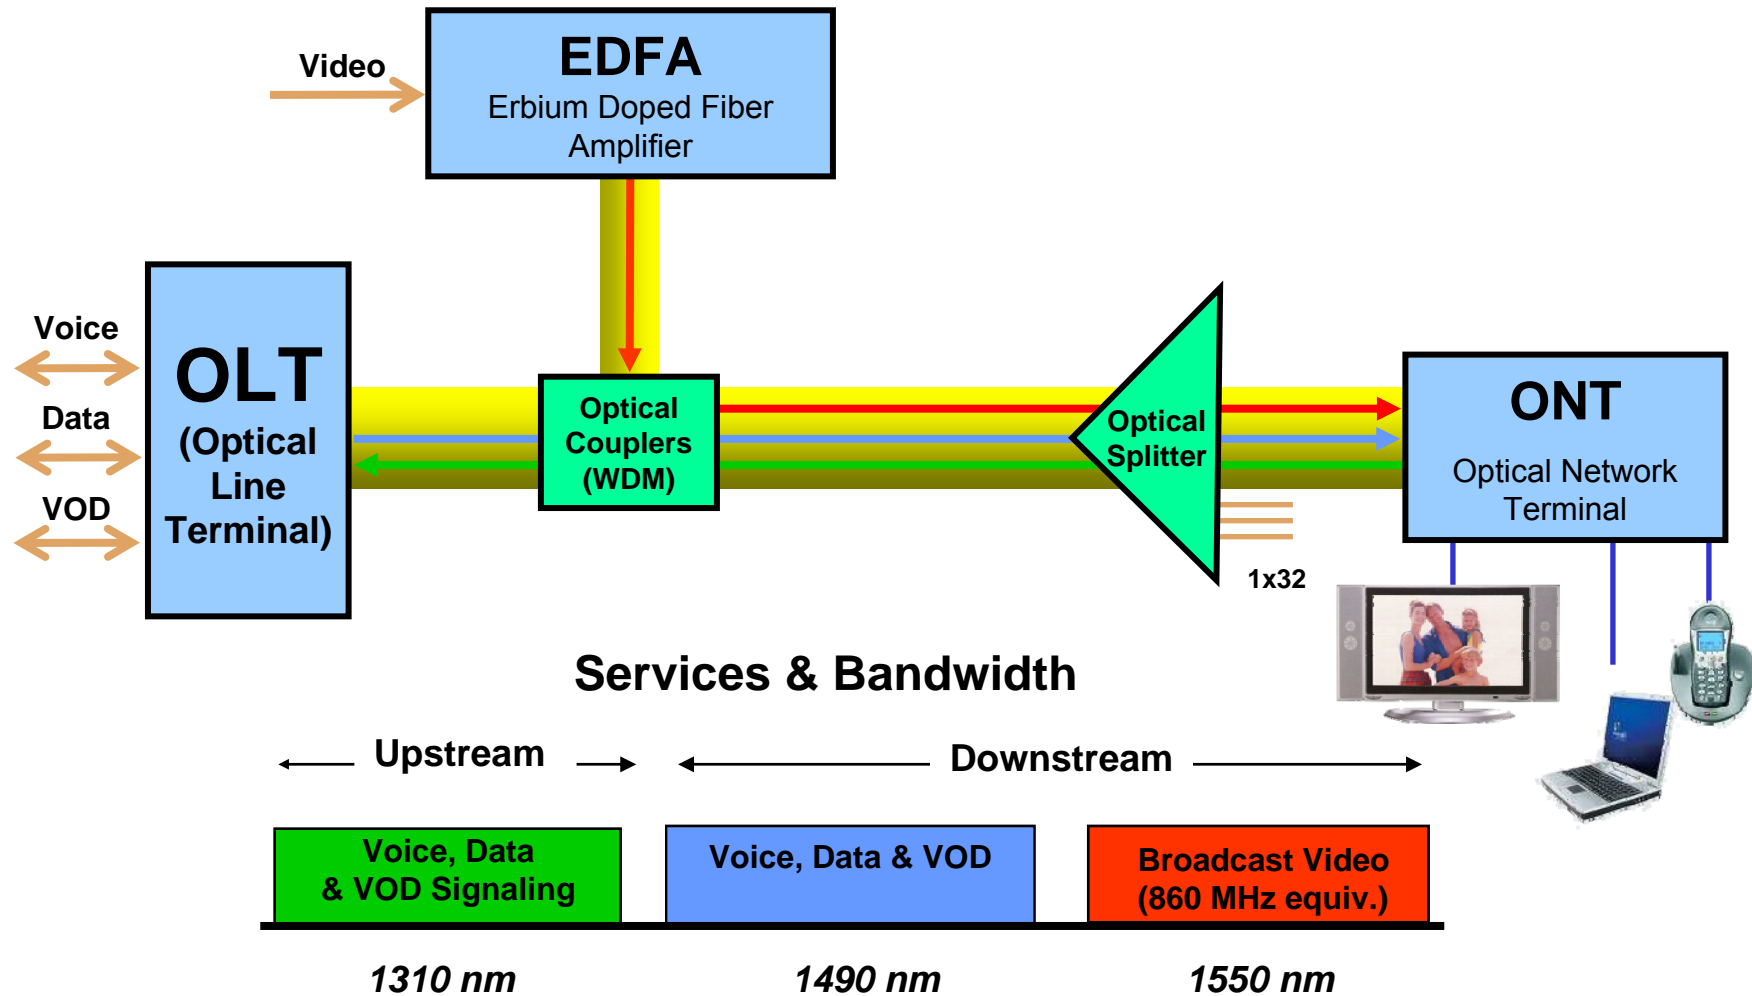 Video
EDFA
Erbium Doped Fiber
Amplifier
Voice
Data
VOD
OLT
(Optical
Line
Terminal)
Optical
Couplers
(WDM)
Optical
Splitter
1x32
ONT
Optical Network
Terminal
Services & Bandwidth
Upstream
Downstream
Voice, Data
& VOD Signaling
Voice, Data & VOD
Broadcast Video
(860 MHz equiv.)
1310 nm
1490 nm
1550 nm